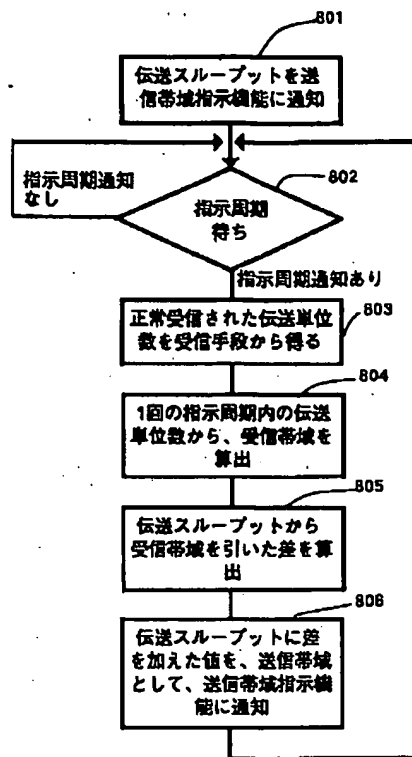 801
伝送スループットを送
信帯域指示機能に通知
802
指示周期通知
なし
指示周期
待ち
指示周期通知あり
803
正常受信された伝送単位
数を受信手段から得る
804
1回の指示周期内の伝送
単位数から、受信帯域を
算出
805
伝送スループットから
受信帯域を引いた差を算
出
806
伝送スループットに差
を加えた値を、送信帯域
として、送信帯域指示機
能に通知